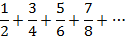 1/2 + 3/4 + 5/6 + 7/8 + ⋯